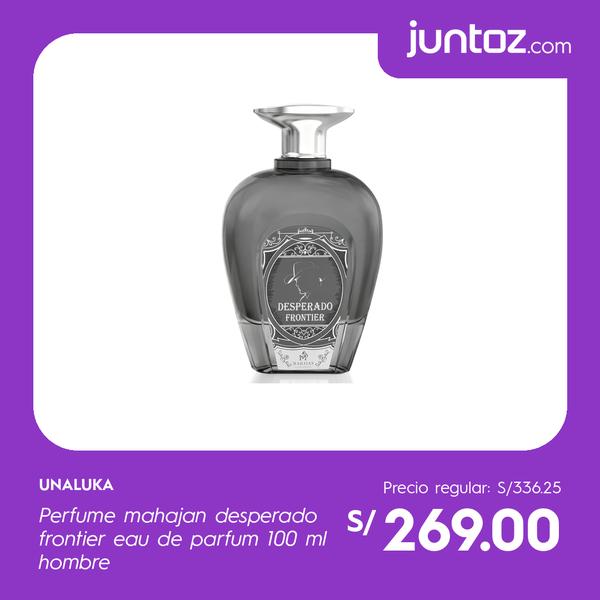 juntoz.com
DESPERADO
FRONTIER
UNALUKA
Perfume mahajan desperado
frontier eau de parfum 100 ml
hombre
Precio regular: S/336.25
S/ 269.00